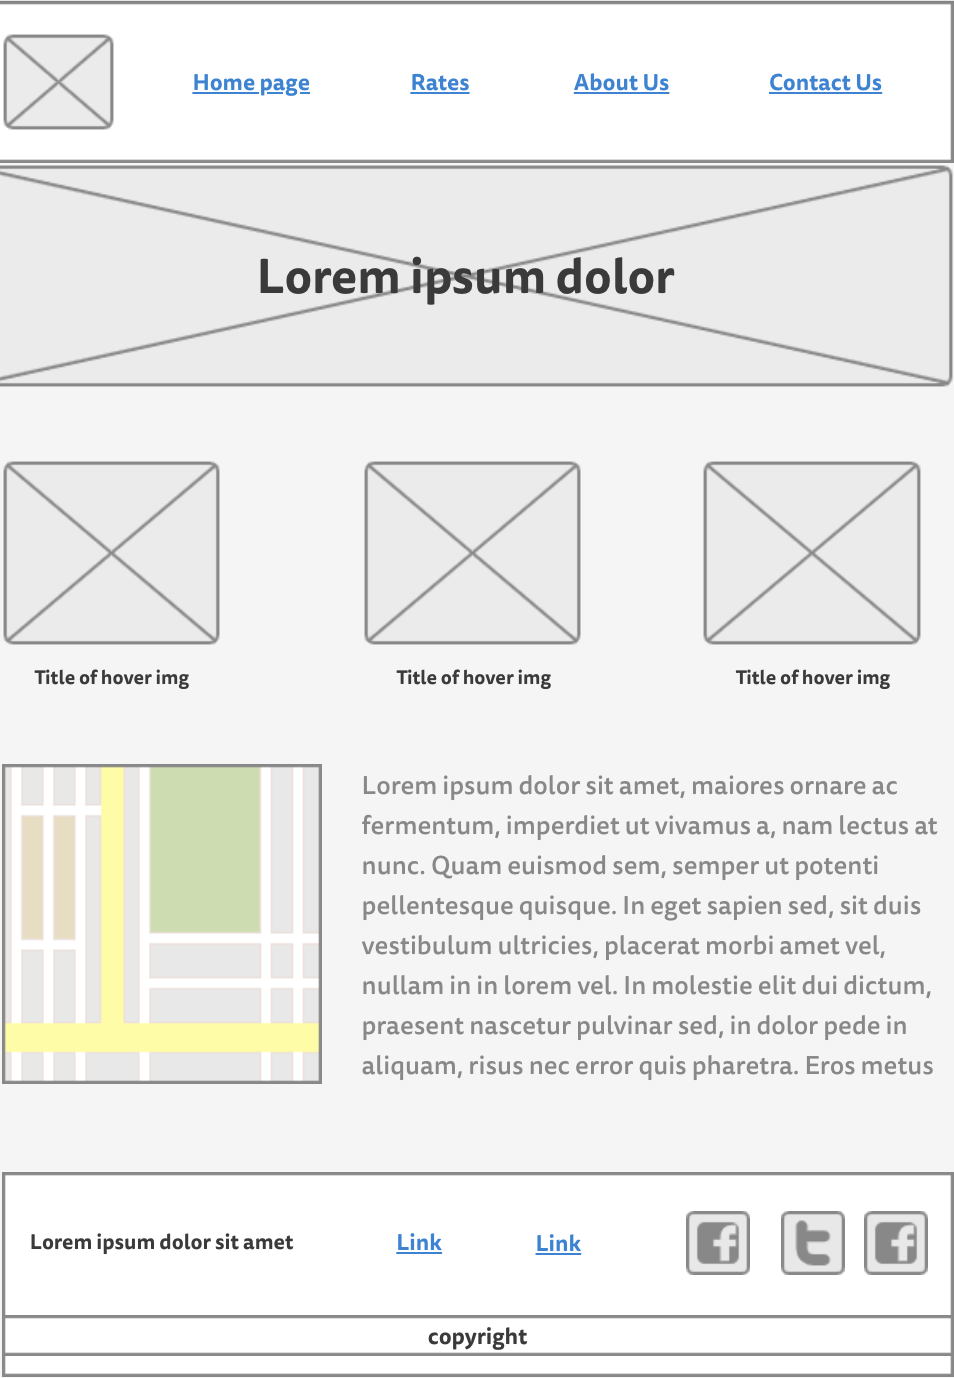 Home page Rates About Us Contact Us
Lorem ipsum dolor
Title of hover img Title of hover img Title of hover img
Lorem ipsum dolor sit amet, maiores ornare ac
fermentum, imperdiet ut vivamus a, nam lectus at
nunc. Quam euismod sem, semper ut potenti
pellentesque quisque. In eget sapien sed, sit duis
vestibulum ultricies, placerat morbi amet vel,
nullam in in lorem vel. In molestie elit dui dictum,
praesent nascetur pulvinar sed, in dolor pede in
aliquam, risus nec error quis pharetra. Eros metus
Lorem ipsum dolor sit amet Link Link
copyright